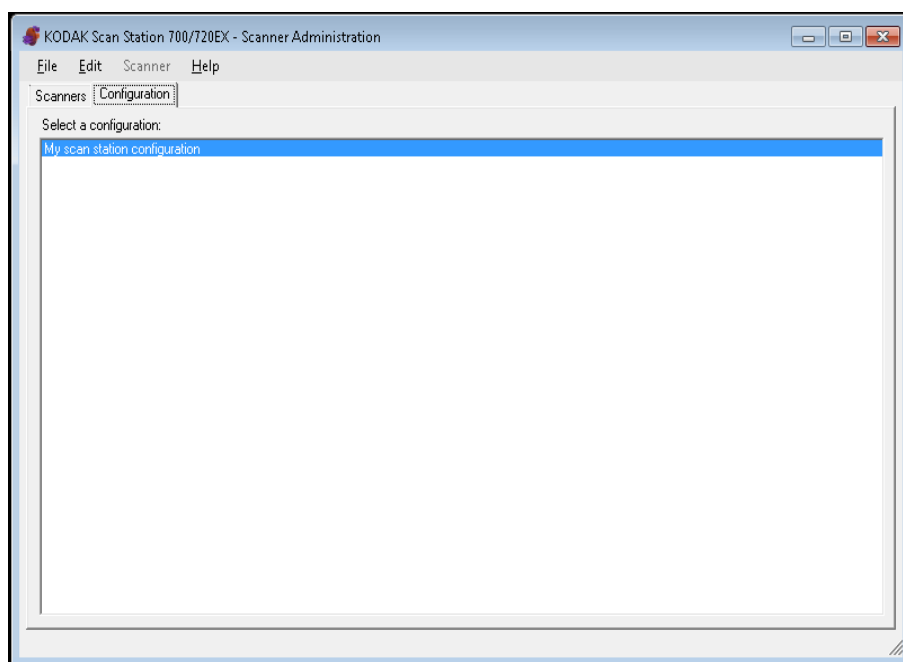 KODAK Scan Station 700/720EX - Scanner Administration
File Edit Scanner Help
Scanners Configuration
Select a configuration:
My scan station configuration